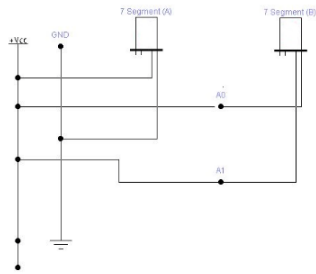 7 Segment (A)
7 Segment (B)
+Vcc
GND
A0
A1